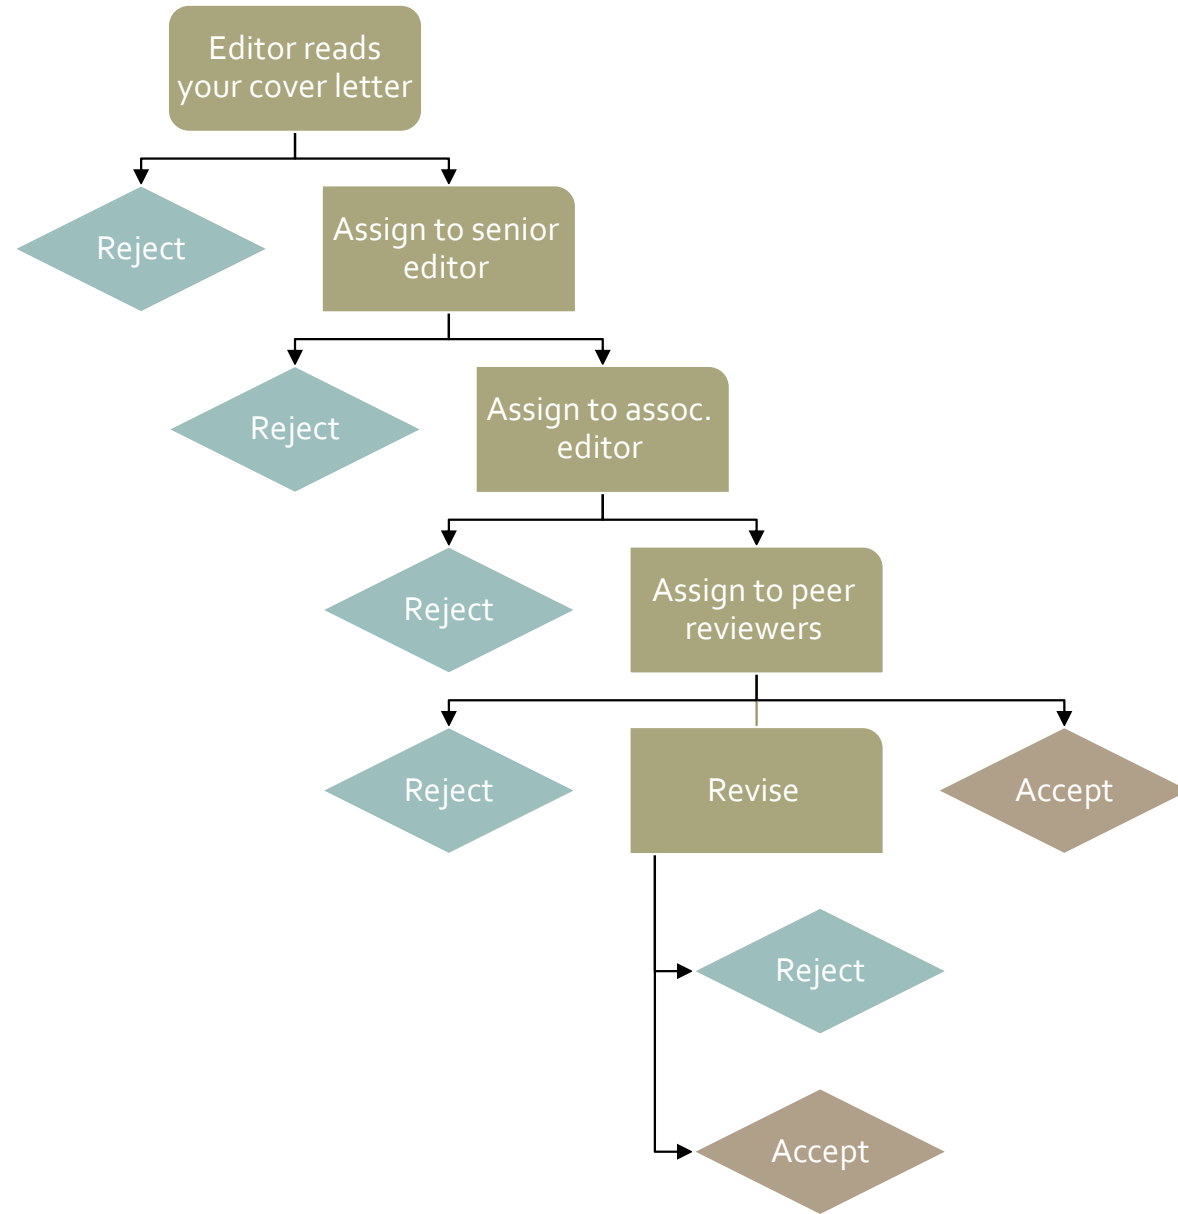 Editor reads
your cover letter
Reject
Assign to senior
editor
Reject
Assign to assoc.
editor
Reject
Assign to peer
reviewers
Reject
Revise
Accept
Reject
Accept